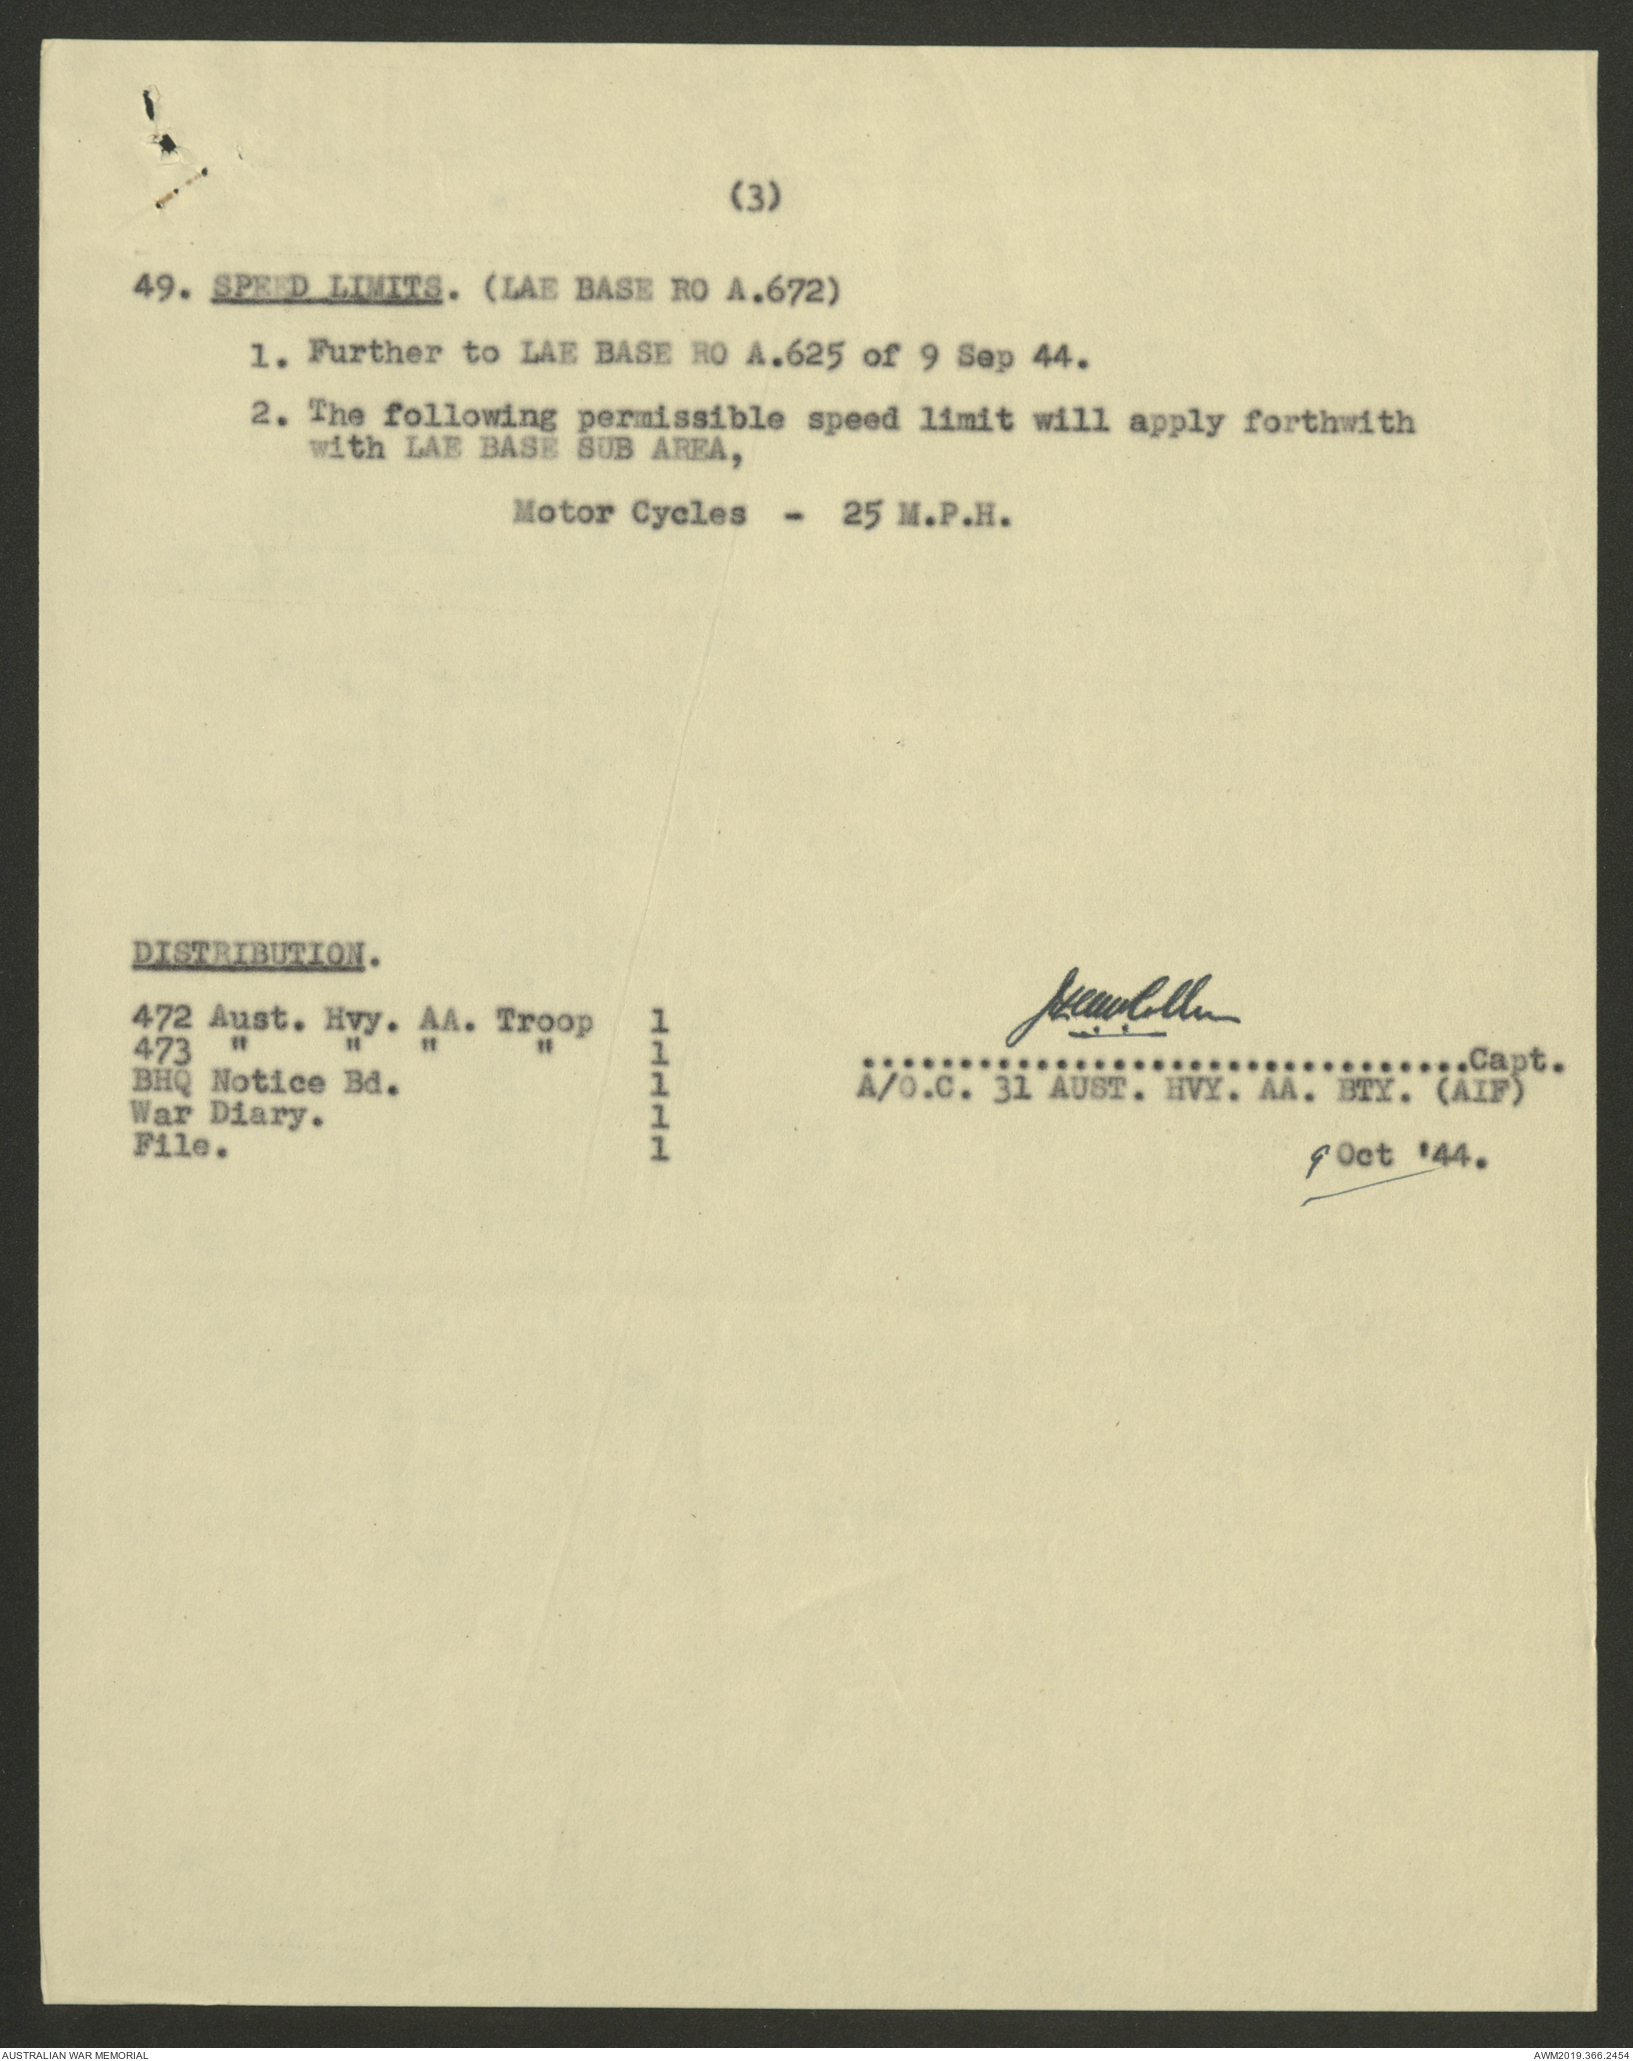 (3)
49. SPEED LIMITS. (LAE BASE RO A.672)
1. Further to LAE BASE RO A.625 of 9 Sep 44.
2. The following permissible speed limit will apply forthwith
with LAE BASE SUB AREA,
Motor Cycles - 25 M.P.H.
DISTRIBUTION.
472 Aust. Hvy. AA. Troop 1
473 " " " " 1
BHQ Notice Bd. 1
War Diary. 1
File. 1
................................Capt.
A/O.C. 31 AUST. HVY. AA. BTY. (AIF)
9 Oct '44.
AUSTRALIAN WAR MEMORIAL
AWM2019.366.2454